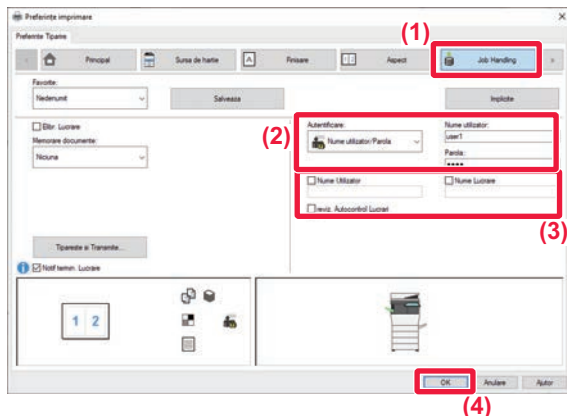 Preferințe imprimare
Preferinte Tiparire
(1)
Principal
Sursa de hartie
Finisare
Aspect
Job Handling
Favorite:
Nedenumit
Salveaza
Implicite
Elibr. Lucrare
Memorare documente:
Niciuna
(2)
Autentificare:
Nume utilizator/Parola
Nume utilizator:
user1
Parola:
••••
Nume Utilizator
Nume Lucrare
reviz. Autocontrol Lucrari
(3)
Tipareste si Transmite...
Notif termin. Lucrare
1 2
OK
Anulare
Ajutor
(4)